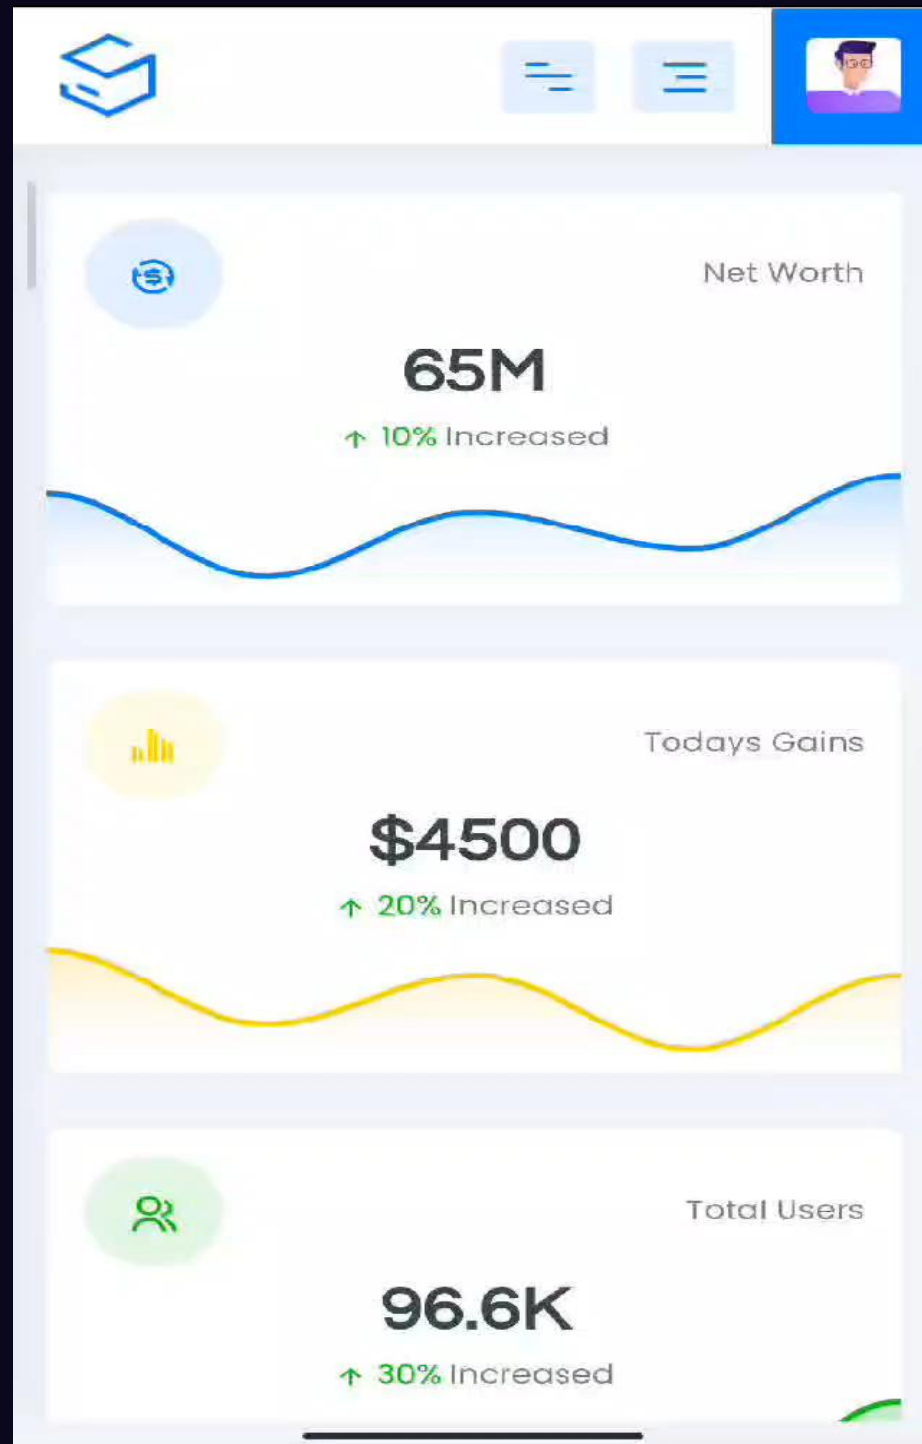 Net Worth
65M
↑ 10% Increased
Todays Gains
$4500
↑ 20% Increased
Total Users
96.6K
↑ 30% Increased